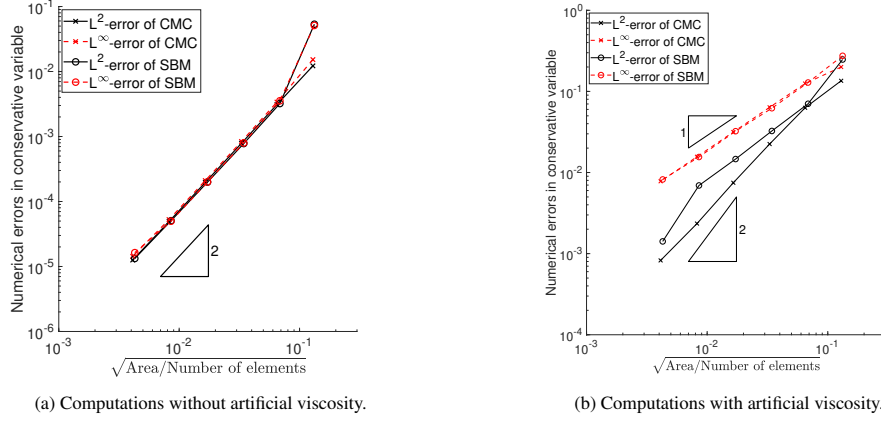 10^-1
10^-2
10^-3
10^-4
10^-5
10^-6
Numerical errors in conservative variable
L^2-error of CMC
L^∞-error of CMC
L^2-error of SBM
L^∞-error of SBM
2
10^-3
10^-2
10^-1
√Area/Number of elements
(a) Computations without artificial viscosity.
10^0
10^-1
10^-2
10^-3
10^-4
Numerical errors in conservative variable
L^2-error of CMC
L^∞-error of CMC
L^2-error of SBM
L^∞-error of SBM
1
2
10^-3
10^-2
10^-1
√Area/Number of elements
(b) Computations with artificial viscosity.